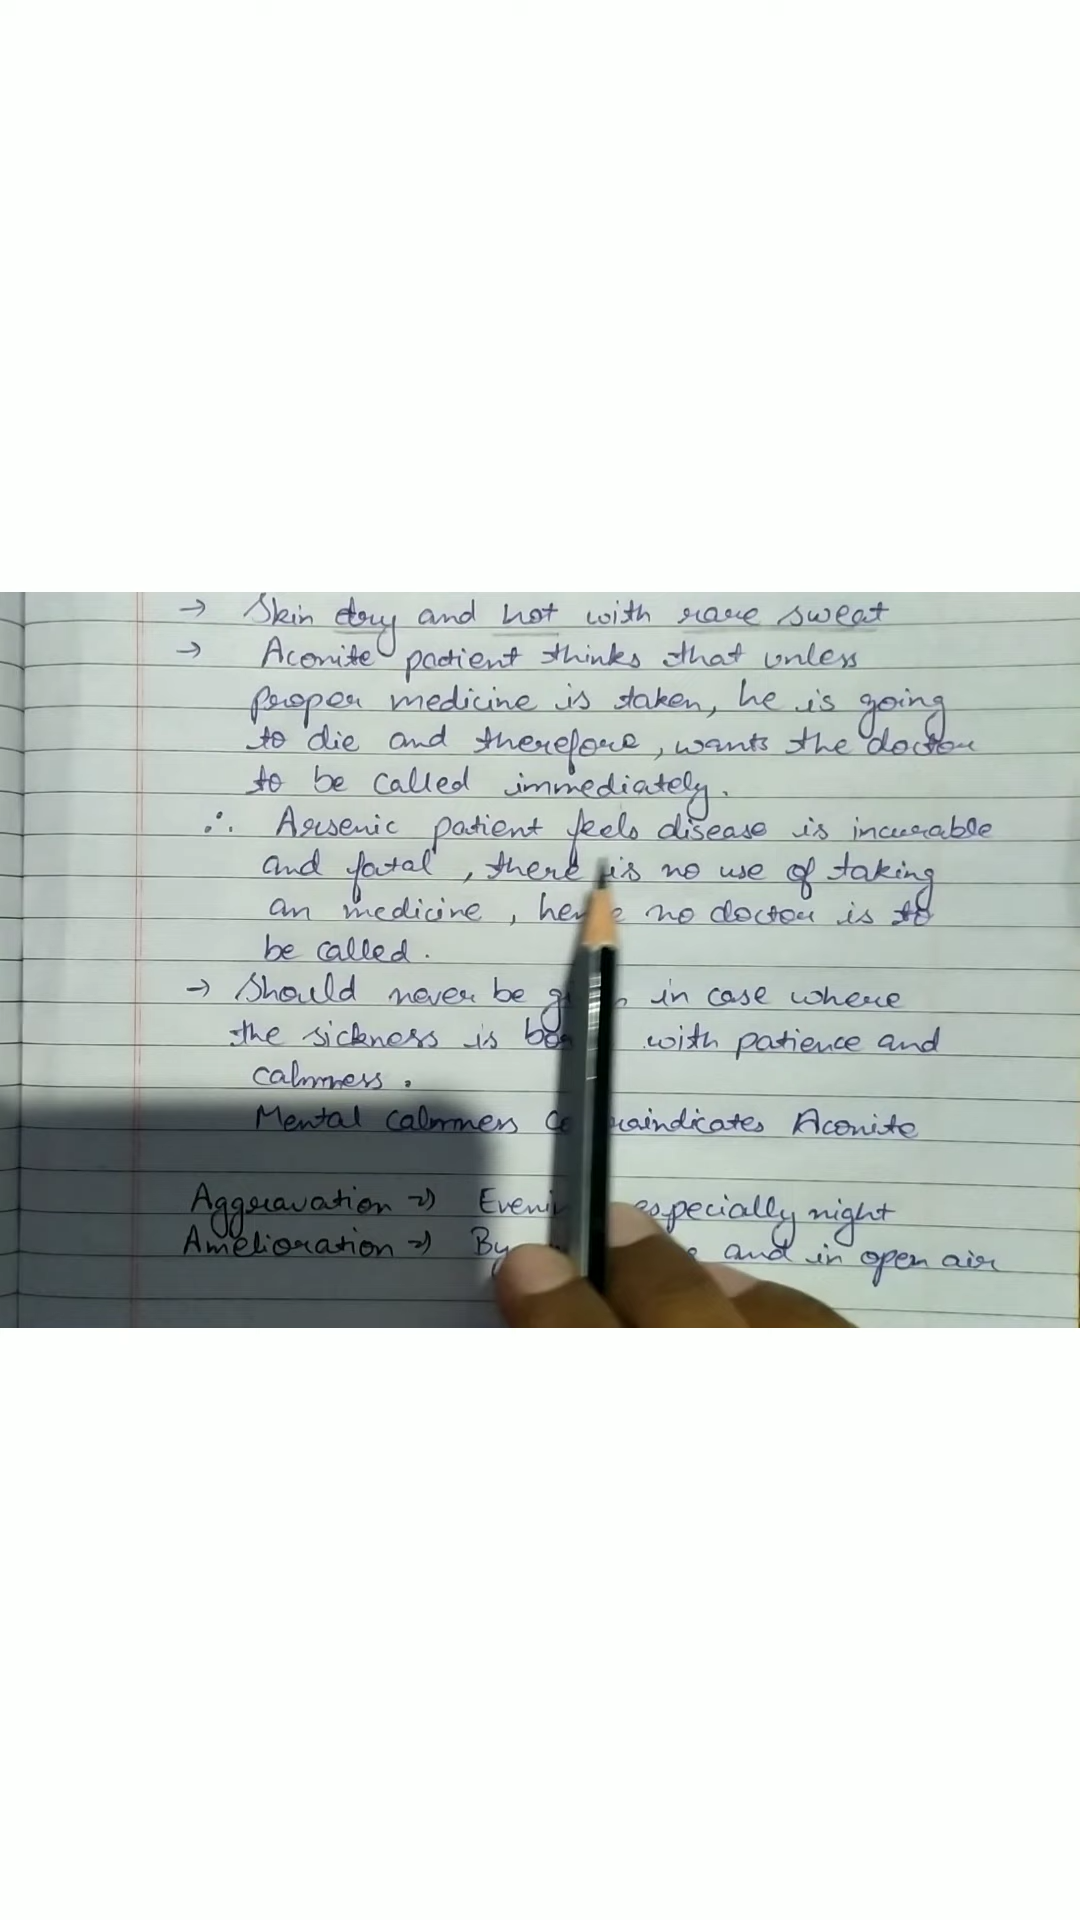 → Skin dry and hot with rare sweat
→ Aconite patient thinks that unless
proper medicine is taken, he is going
to die and therefore, wants the doctor
to be called immediately.
∴ Arsenic patient feels disease is incurable
and fatal, there is no use of taking
an medicine, hence no doctor is to
be called.
→ Should never be in case where
the sickness is with patience and
calmness.
Mental calmness Aconite
Aggravation ⇒ especially night
Amelioration ⇒ By and in open air